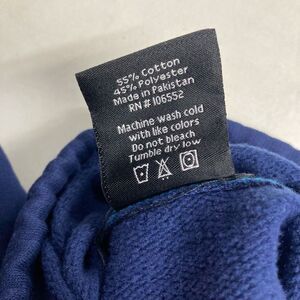 55% Cotton
45% Polyester
Made in Pakistan
RN # 106552
Machine wash cold
with like colors
Do not bleach
Tumble dry low